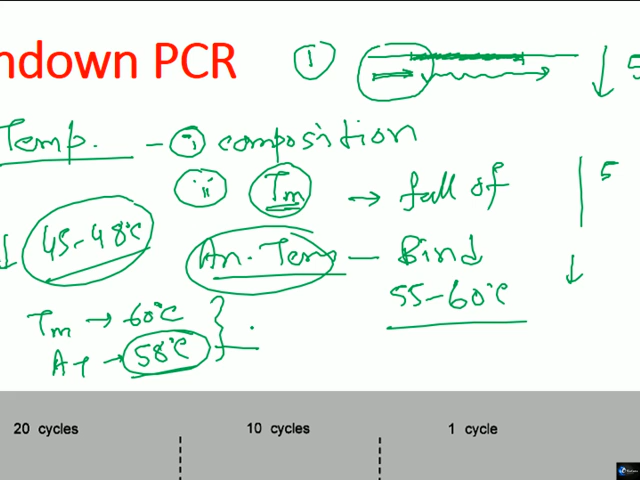 ndown PCR
1
5
Temp. - i composition
ii Tm → fall of
5
45-48°C
An. Tem — Bind
55-60°C
Tm → 60°C
AT → 58°C
20 cycles
10 cycles
1 cycle